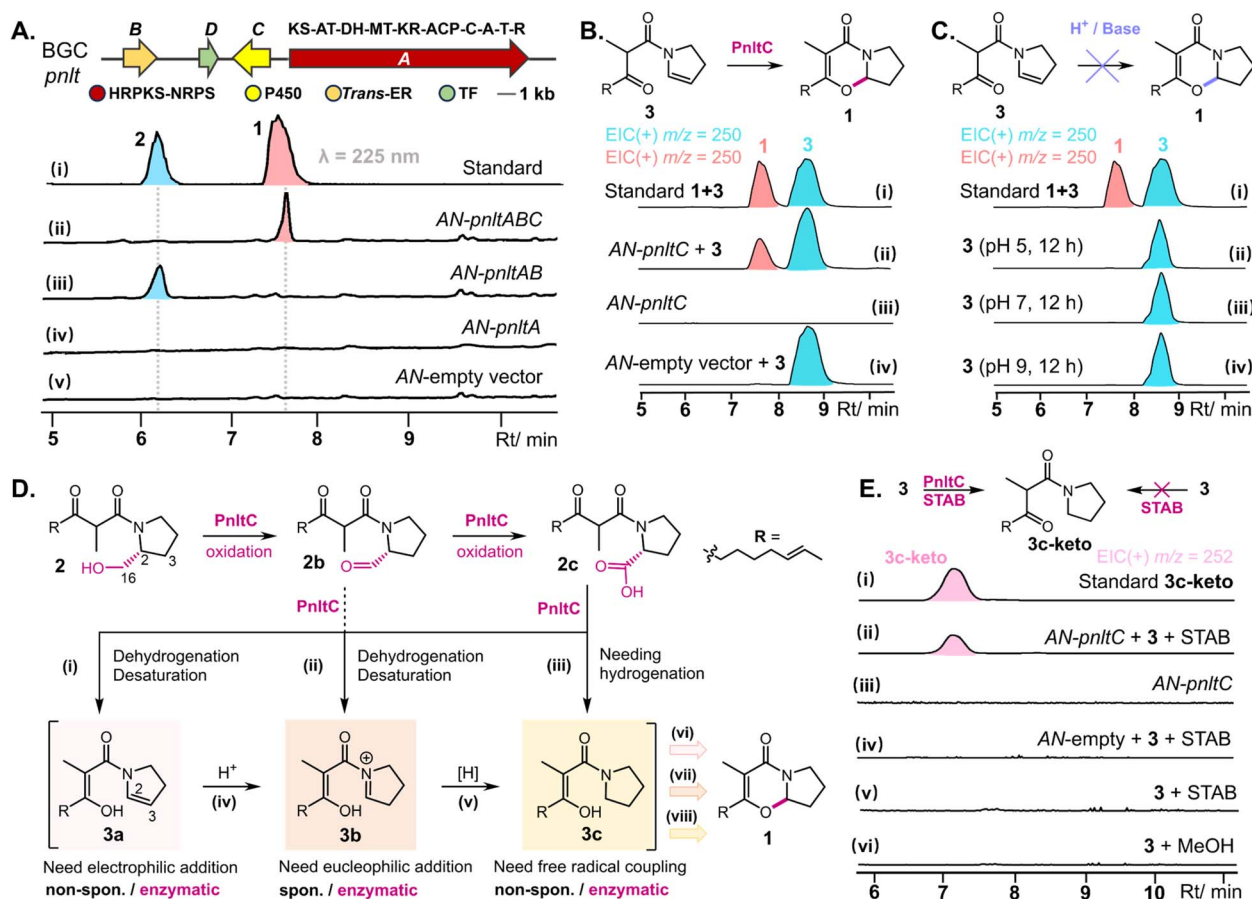 A.
B D C KS-AT-DH-MT-KR-ACP-C-A-T-R
BGC
pnlt
A
HRPKS-NRPS P450 Trans-ER TF 1 kb
2 1
λ = 225 nm
(i) Standard
(ii) AN-pnltABC
(iii) AN-pnltAB
(iv) AN-pnltA
(v) AN-empty vector
5 6 7 8 9 Rt/ min
B.
O
N
PnltC
O
N
R O
R O
3 1
EIC(+) m/z = 250
EIC(+) m/z = 250
1 3
Standard 1+3 (i)
AN-pnltC + 3 (ii)
AN-pnltC (iii)
AN-empty vector + 3 (iv)
5 6 7 8 9 Rt/ min
C.
O
N
H+ / Base
O
N
R O
R O
3 1
EIC(+) m/z = 250
EIC(+) m/z = 250
1 3
Standard 1+3 (i)
3 (pH 5, 12 h) (ii)
3 (pH 7, 12 h) (iii)
3 (pH 9, 12 h) (iv)
5 6 7 8 9 Rt/ min
D.
O O
R N
2 3
HO
16
2
PnltC
oxidation
O O
R N
O
2b
PnltC
oxidation
O O
R N
O
OH
2c
R =
PnltC
PnltC
(i) Dehydrogenation
Desaturation
(ii) Dehydrogenation
Desaturation
(iii) Needing
hydrogenation
O
N
2
3
R OH
3a
H+
(iv)
O
N
+
R OH
3b
[H]
(v)
O
N
R OH
3c
(vi)
(vii)
(viii)
O
N
R O
1
Need electrophilic addition
non-spon. / enzymatic
Need eucleophilic addition
spon. / enzymatic
Need free radical coupling
non-spon. / enzymatic
E.
3 PnltC
STAB
O
N
R O
3c-keto
STAB
3
3c-keto EIC(+) m/z = 252
(i) Standard 3c-keto
(ii) AN-pnltC + 3 + STAB
(iii) AN-pnltC
(iv) AN-empty + 3 + STAB
(v) 3 + STAB
(vi) 3 + MeOH
6 7 8 9 10 Rt/ min